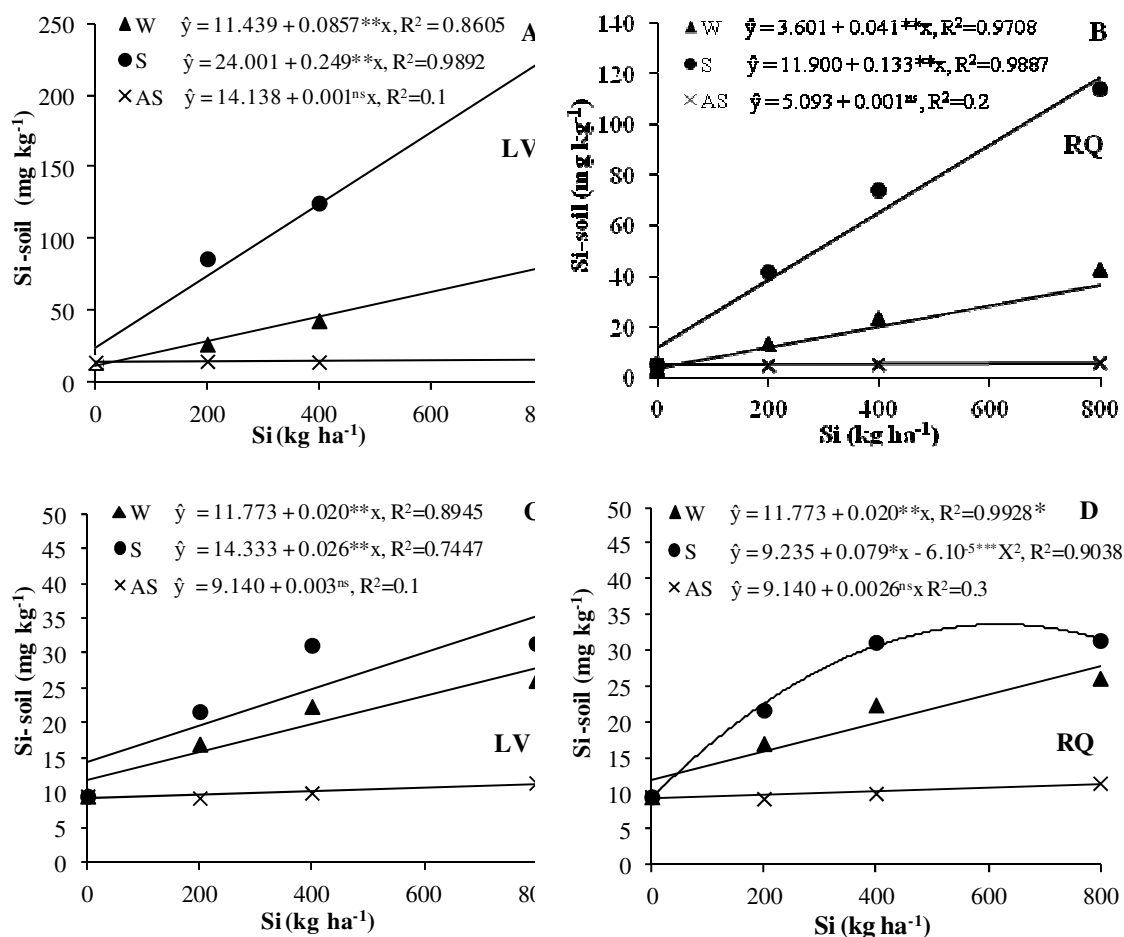 W ŷ = 11.439 + 0.0857**x, R² = 0.8605
S ŷ = 24.001 + 0.249**x, R²=0.9892
AS ŷ = 14.138 + 0.001ⁿˢx, R²=0.1
LV
Si-soil (mg kg⁻¹)
250
200
150
100
50
0
0 200 400 600
Si (kg ha⁻¹)
W ŷ = 3.601 + 0.041**x, R²=0.9708
B
S ŷ = 11.900 + 0.133**x, R²=0.9887
AS ŷ = 5.093 + 0.001ⁿˢ, R²=0.2
RQ
Si-soil (mg kg⁻¹)
140
120
100
80
60
40
20
0
0 200 400 600 800
Si (kg ha⁻¹)
W ŷ = 11.773 + 0.020**x, R²=0.8945
S ŷ = 14.333 + 0.026**x, R²=0.7447
AS ŷ = 9.140 + 0.003ⁿˢ, R²=0.1
LV
Si-soil (mg kg⁻¹)
50
45
40
35
30
25
20
15
10
5
0
0 200 400 600
Si (kg ha⁻¹)
W ŷ = 11.773 + 0.020**x, R²=0.9928*
D
S ŷ = 9.235 + 0.079*x - 6.10⁻⁵***X², R²=0.9038
AS ŷ = 9.140 + 0.0026ⁿˢx R²=0.3
RQ
Si-soil (mg kg⁻¹)
50
45
40
35
30
25
20
15
10
5
0
0 200 400 600 800
Si (kg ha⁻¹)